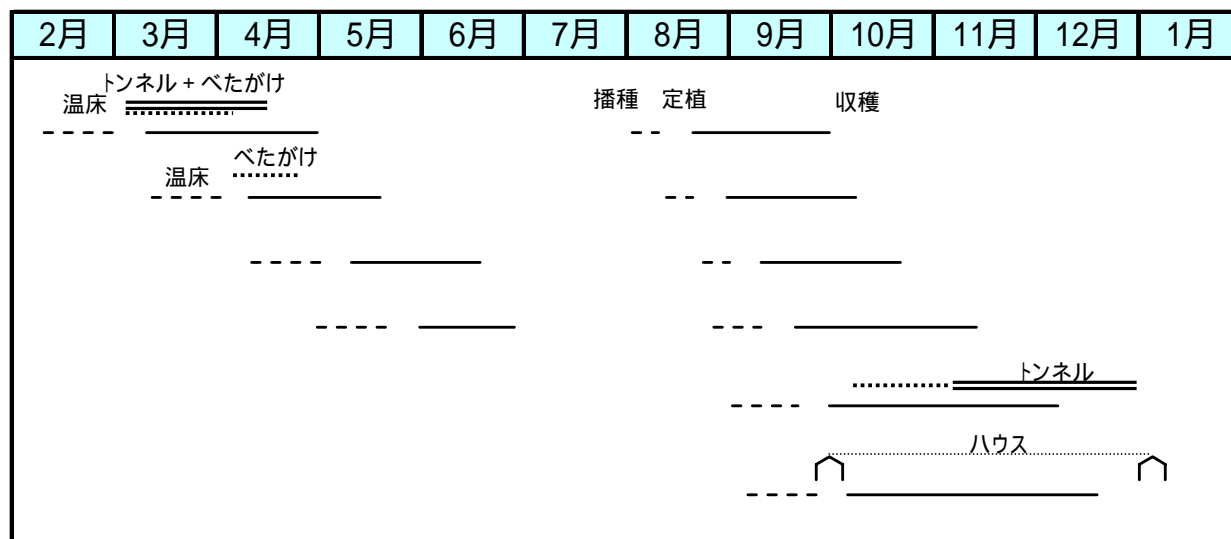 2月 3月 4月 5月 6月 7月 8月 9月 10月 11月 12月 1月
トンネル + べたがけ
温床 播種 定植 収穫
べたがけ
温床
トンネル
ハウス